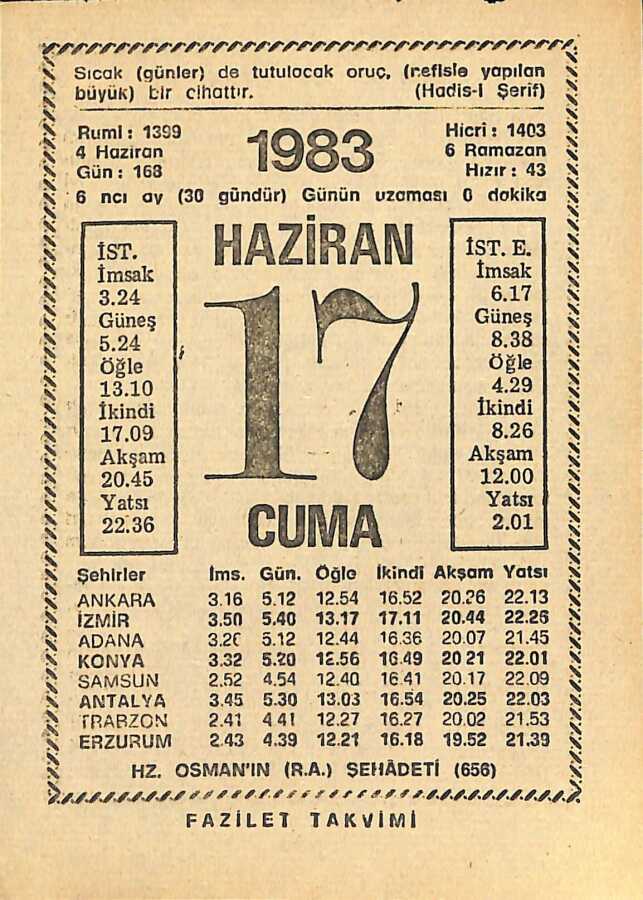 Sıcak (günler) de tutulacak oruç, (nefisle yapılan
büyük) bir cihattır. (Hadis-i Şerif)
Rumi : 1399
4 Haziran
Gün : 168
1983
Hicri : 1403
6 Ramazan
Hızır : 43
6 ncı ay (30 gündür) Günün uzaması 0 dakika
İST.
İmsak
3.24
Güneş
5.24
Öğle
13.10
İkindi
17.09
Akşam
20.45
Yatsı
22.36
HAZİRAN
17
CUMA
İST. E.
İmsak
6.17
Güneş
8.38
Öğle
4.29
İkindi
8.26
Akşam
12.00
Yatsı
2.01
Şehirler İms. Gün. Öğle İkindi Akşam Yatsı
ANKARA 3.16 5.12 12.54 16.52 20.26 22.13
İZMİR 3.50 5.40 13.17 17.11 20.44 22.26
ADANA 5.12 12.44 16.36 20.07 21.45
KONYA 3.32 5.20 12.56 16.49 20 21 22.01
SAMSUN 2.52 4.54 12.40 16 41 20.17 22.09
ANTALYA 3.45 5.30 13.03 16.54 20.25 22.03
TRABZON 2.41 4 41 12.27 16.27 20.02 21.53
ERZURUM 2.43 4.39 12.21 16.18 19.52 21.39
HZ. OSMAN'IN (R.A.) ŞEHÂDETİ (656)
FAZİLET TAKVİMİ